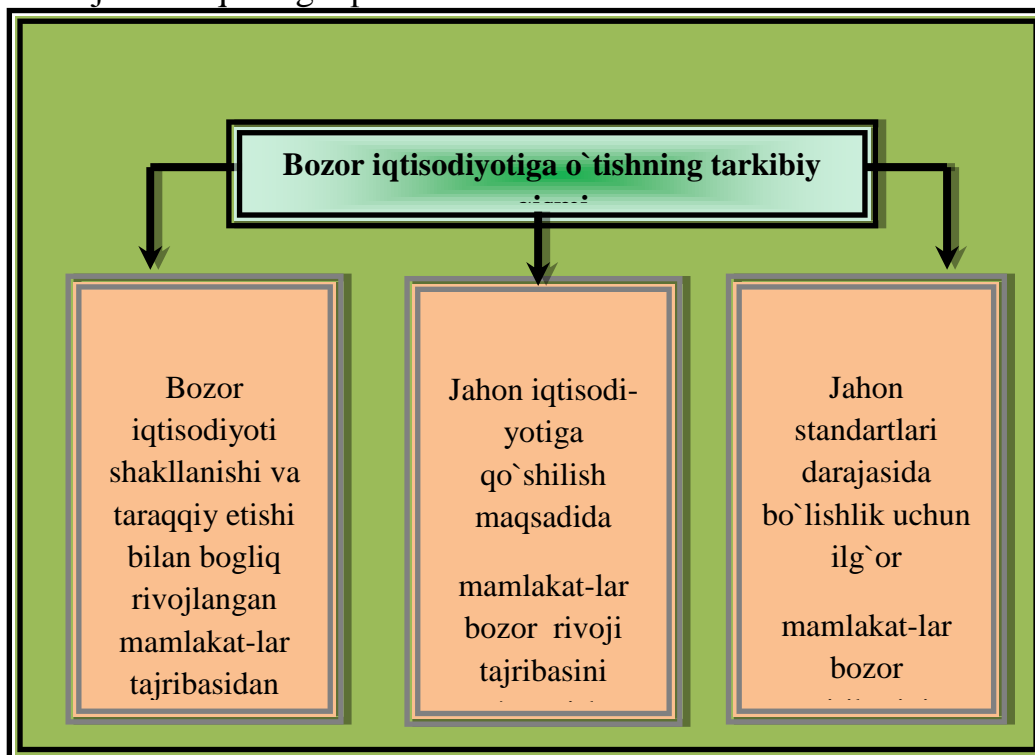 Bozor iqtisodiyotiga o`tishning tarkibiy
Bozor
iqtisodiyoti
shakllanishi va
taraqqiy etishi
bilan bogliq
rivojlangan
mamlakat-lar
tajribasidan
Jahon iqtisodi-
yotiga
qo`shilish
maqsadida
mamlakat-lar
bozor rivoji
tajribasini
Jahon
standartlari
darajasida
bo`lishlik uchun
ilg`or
mamlakat-lar
bozor